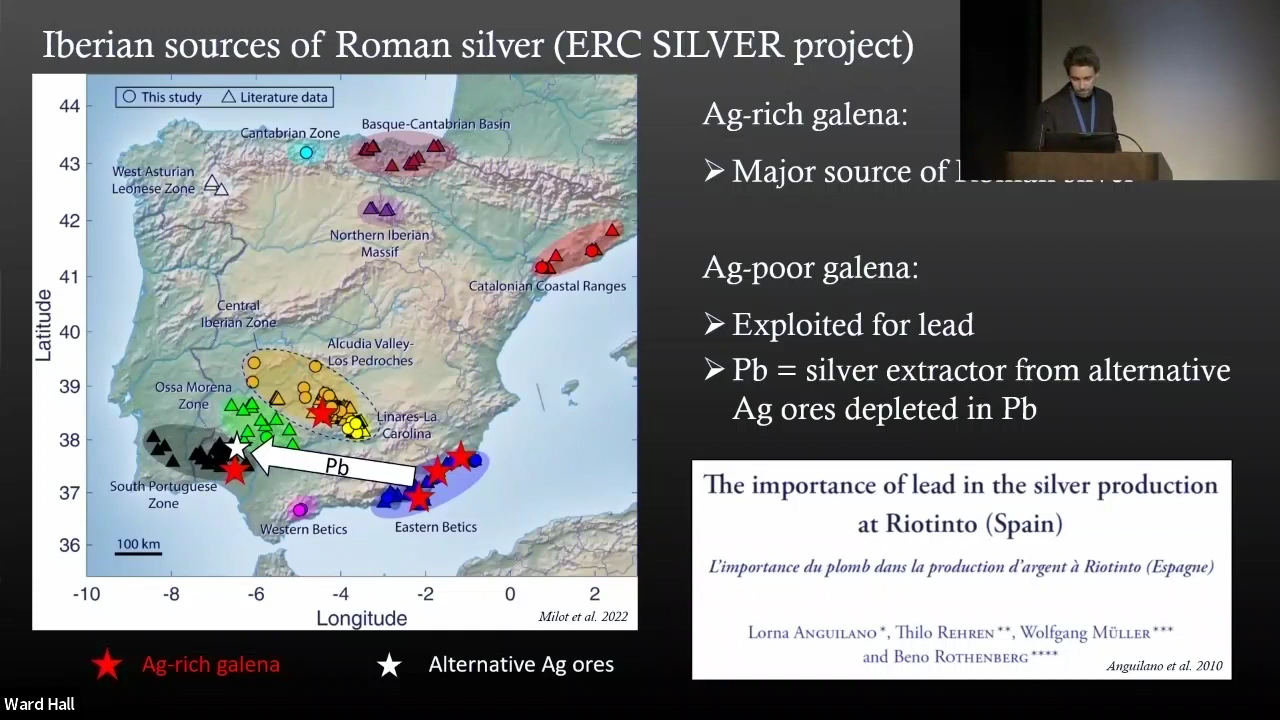 Iberian sources of Roman silver (ERC SILVER project)
This study
Literature data
Cantabrian Zone
Basque-Cantabrian Basin
West Asturian
Leonese Zone
Northern Iberian
Massif
Catalonian Coastal Ranges
Central
Iberian Zone
Alcudia Valley-
Los Pedroches
Ossa Morena
Zone
Linares-La
Carolina
Pb
South Portuguese
Zone
Western Betics
Eastern Betics
100 km
Latitude
44
43
42
41
40
39
38
37
36
-10
-8
-6
-4
-2
0
2
Longitude
Milot et al. 2022
Ag-rich galena
Alternative Ag ores
Ag-rich galena:
Major source of Roman silver
Ag-poor galena:
Exploited for lead
Pb = silver extractor from alternative
Ag ores depleted in Pb
The importance of lead in the silver production
at Riotinto (Spain)
L'importance du plomb dans la production d'argent à Riotinto (Espagne)
Lorna ANGUILANO*, Thilo REHREN**, Wolfgang MÜLLER***
and Beno ROTHENBERG****
Anguilano et al. 2010
Ward Hall